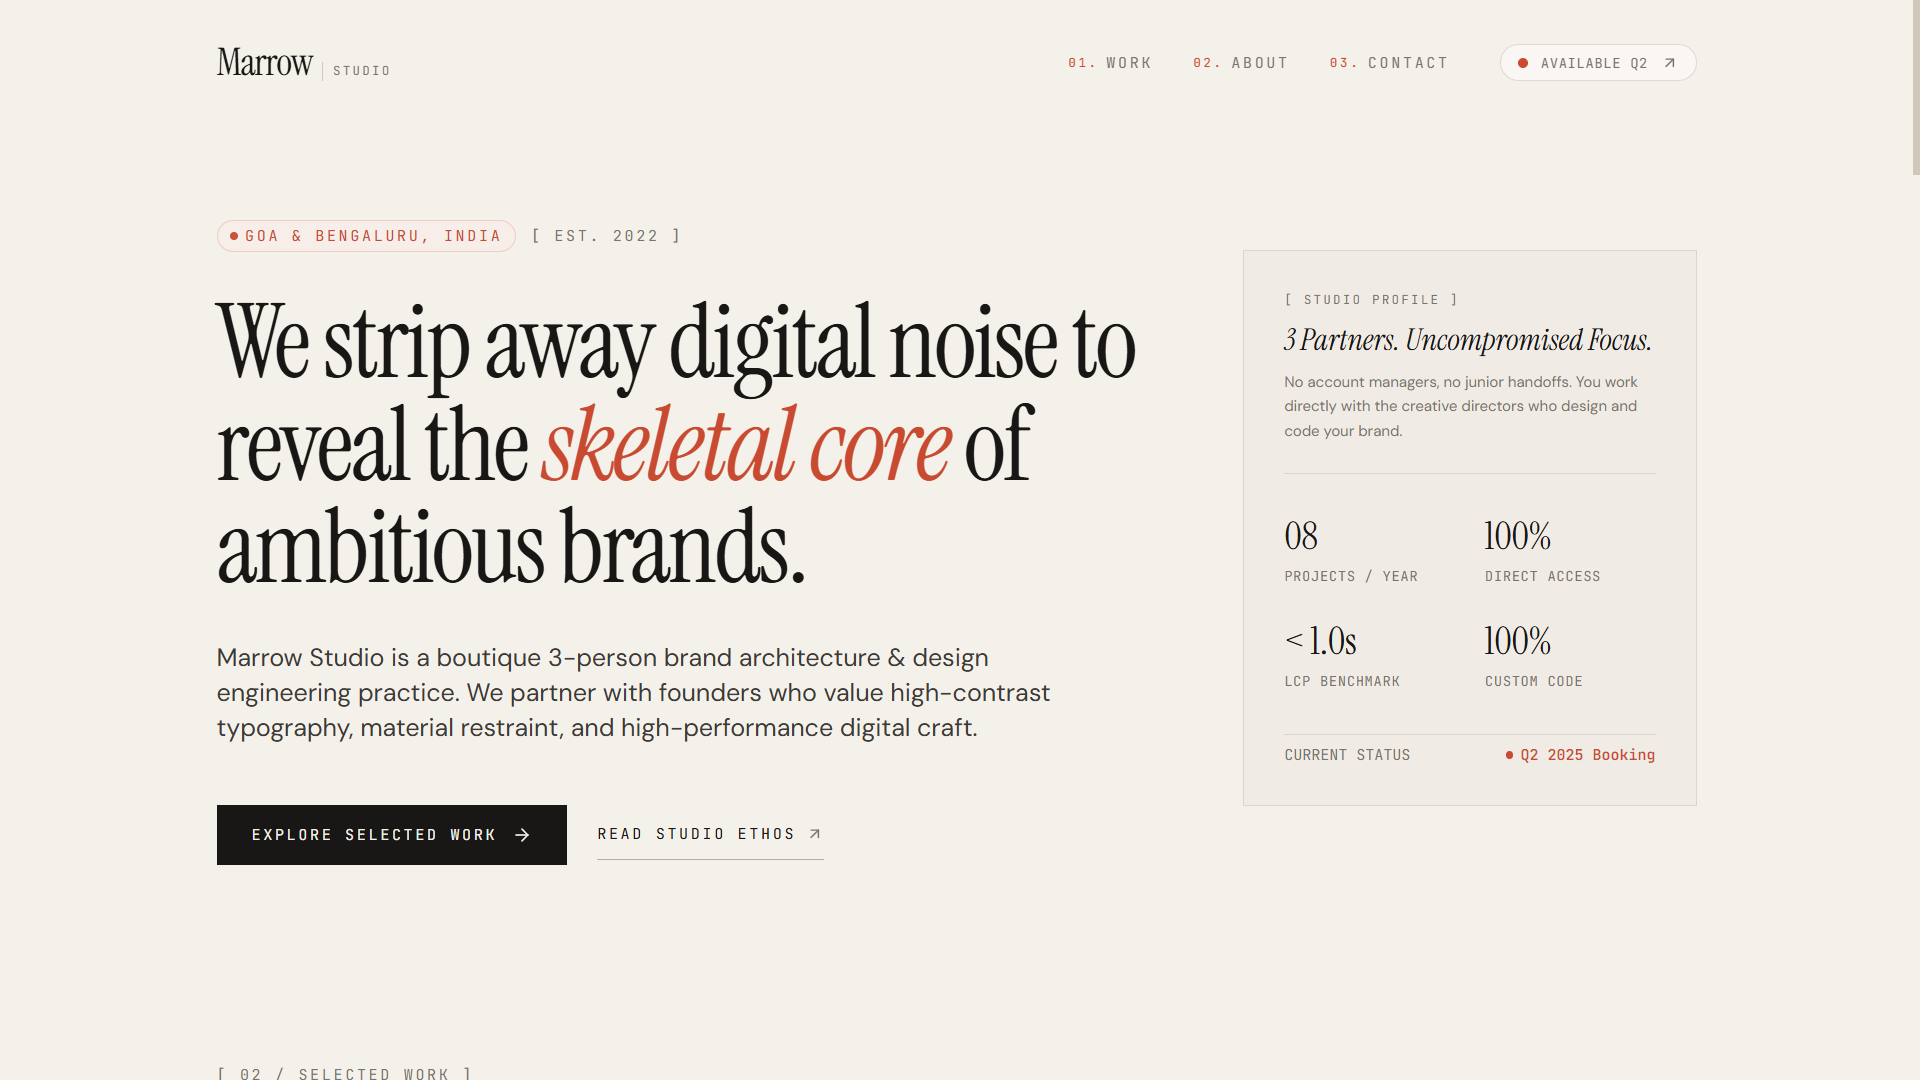 Marrow STUDIO
01. WORK 02. ABOUT 03. CONTACT AVAILABLE Q2
GOA & BENGALURU, INDIA [ EST. 2022 ]
We strip away digital noise to
reveal the skeletal core of
ambitious brands.
Marrow Studio is a boutique 3-person brand architecture & design
engineering practice. We partner with founders who value high-contrast
typography, material restraint, and high-performance digital craft.
EXPLORE SELECTED WORK → READ STUDIO ETHOS ↗
[ STUDIO PROFILE ]
3 Partners. Uncompromised Focus.
No account managers, no junior handoffs. You work
directly with the creative directors who design and
code your brand.
08 100%
PROJECTS / YEAR DIRECT ACCESS
< 1.0s 100%
LCP BENCHMARK CUSTOM CODE
CURRENT STATUS Q2 2025 Booking
[ 02 / SELECTED WORK ]